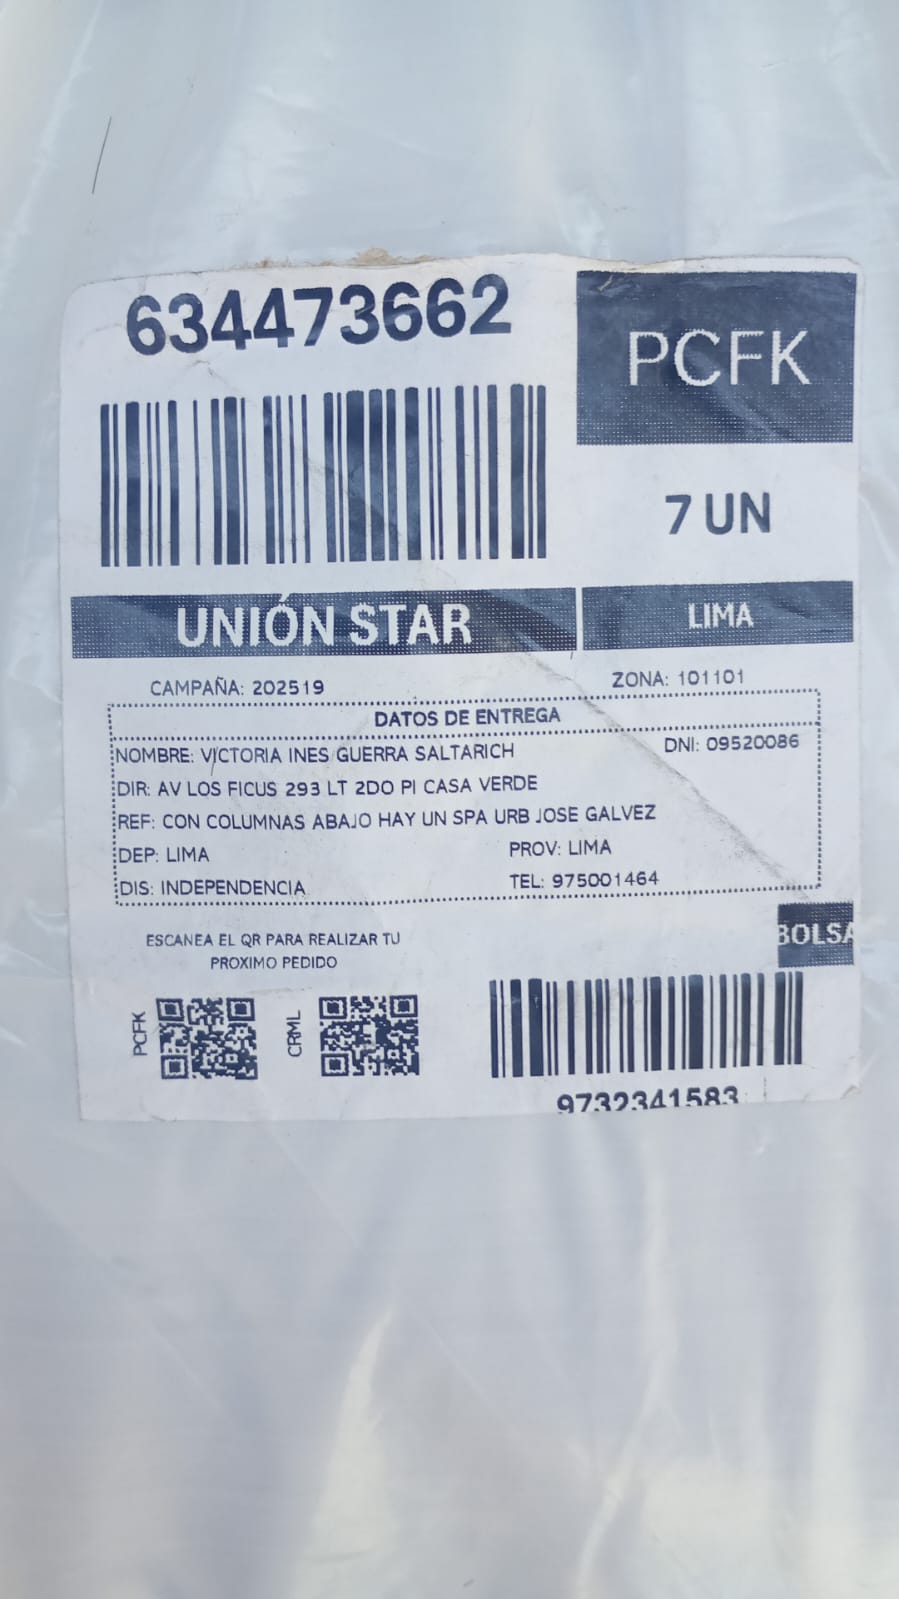 634473662
PCFK
7 UN
UNIÓN STAR
LIMA
CAMPAÑA: 202519
ZONA: 101101
DATOS DE ENTREGA
NOMBRE: VICTORIA INES GUERRA SALTARICH
DNI: 09520086
DIR: AV LOS FICUS 293 LT 2DO PI CASA VERDE
REF: CON COLUMNAS ABAJO HAY UN SPA URB JOSE GALVEZ
DEP: LIMA
PROV: LIMA
DIS: INDEPENDENCIA
TEL: 975001464
ESCANEA EL QR PARA REALIZAR TU
PROXIMO PEDIDO
BOLSA
PCFK
CRML
9732341583